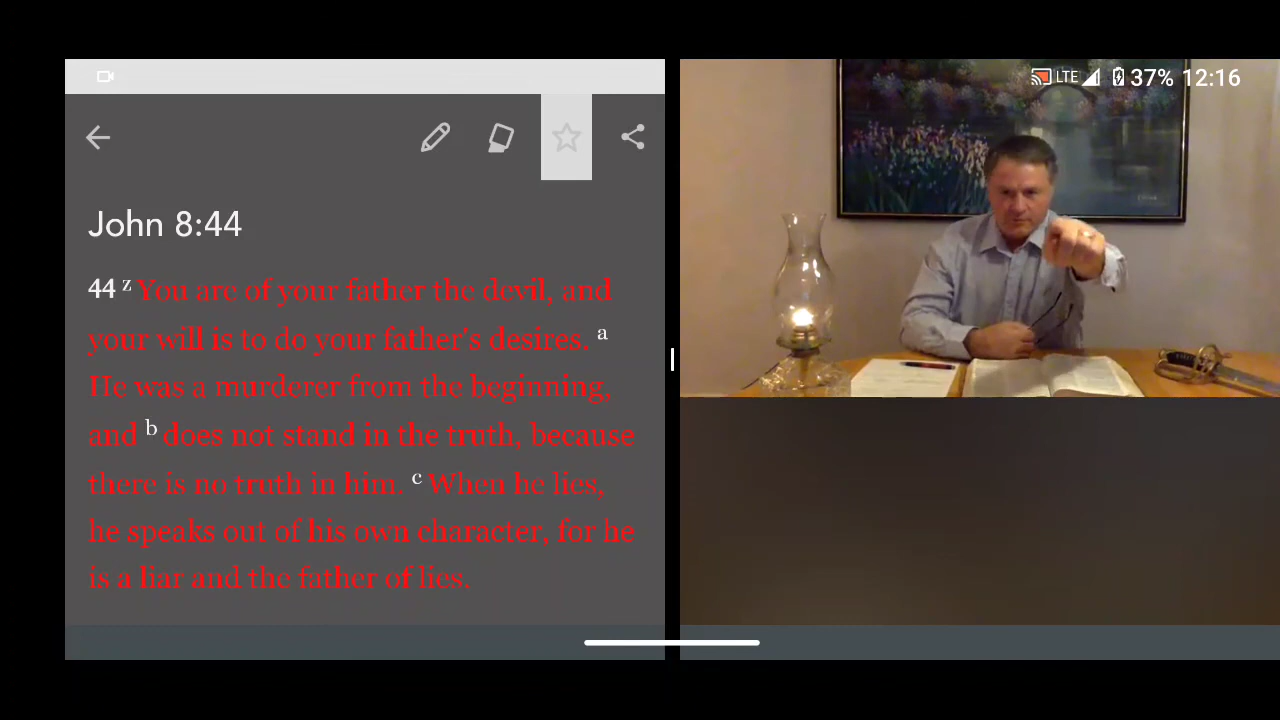 LTE 37% 12:16
John 8:44
44 z You are of your father the devil, and
your will is to do your father's desires. a
He was a murderer from the beginning,
and b does not stand in the truth, because
there is no truth in him. c When he lies,
he speaks out of his own character, for he
is a liar and the father of lies.